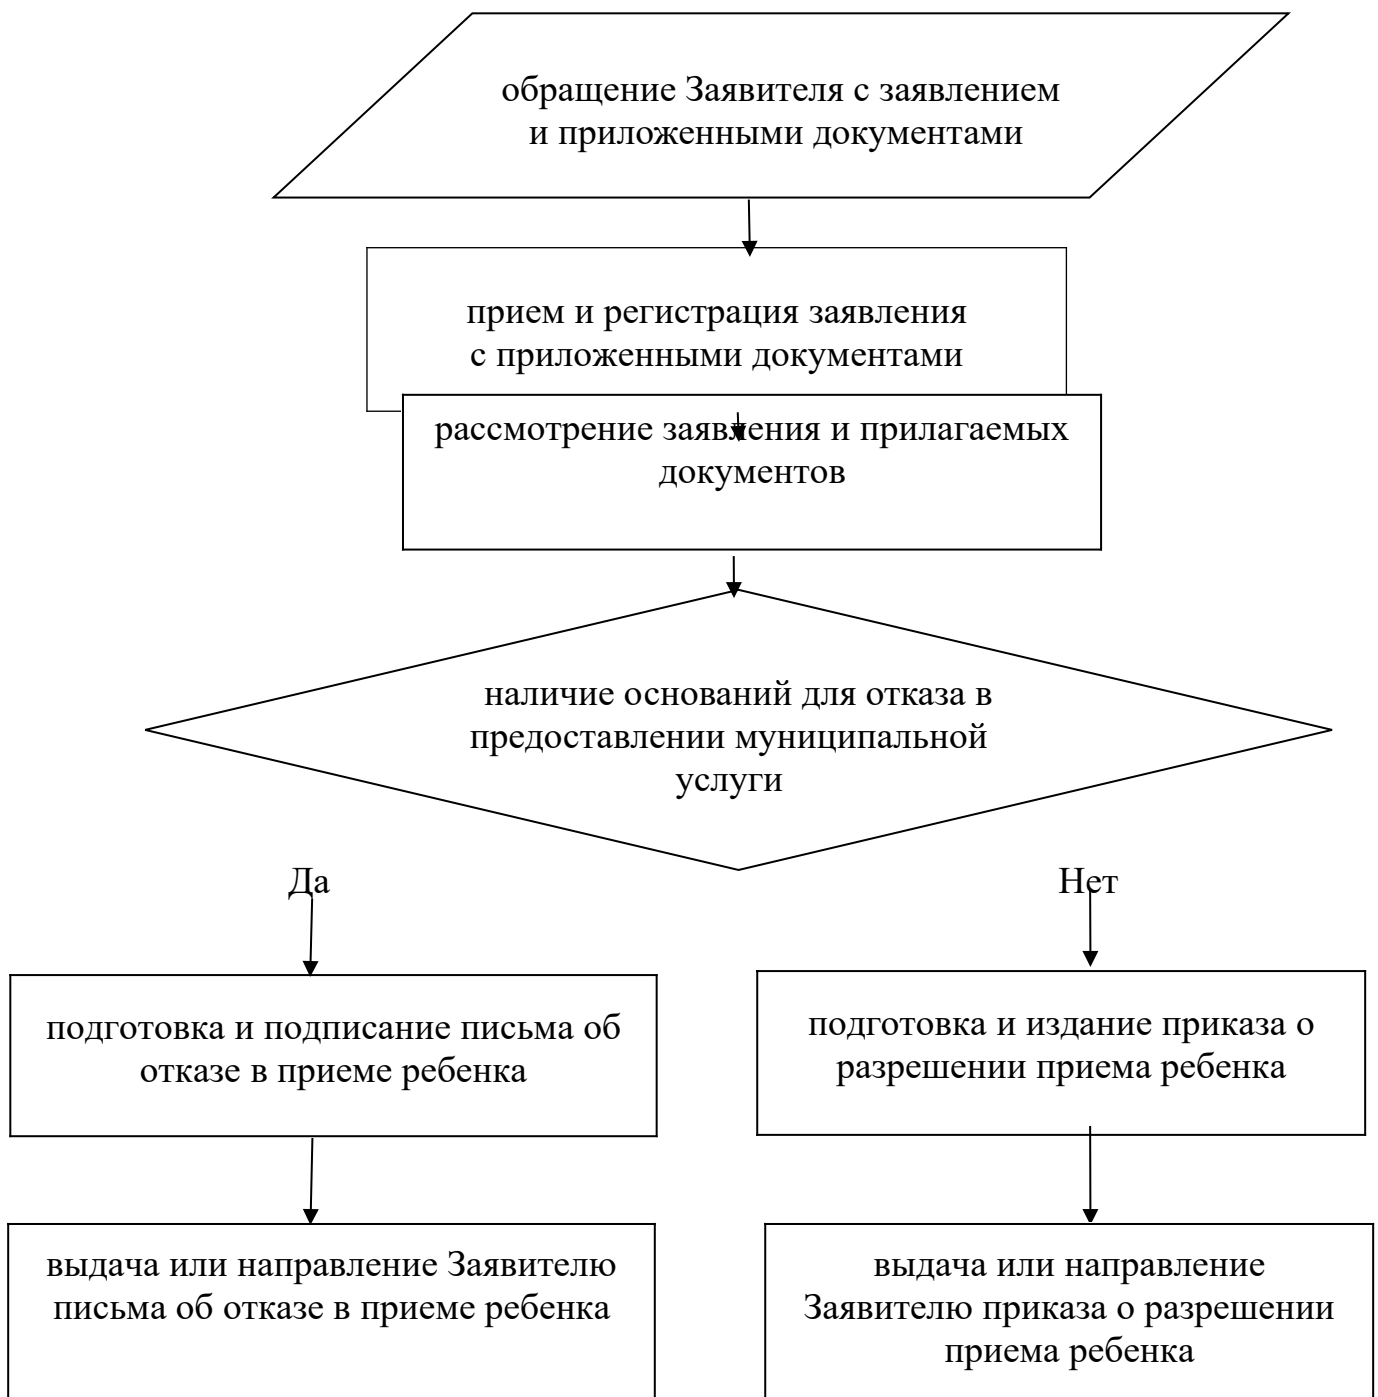 обращение Заявителя с заявлением
и приложенными документами
прием и регистрация заявления
с приложенными документами
рассмотрение заявления и прилагаемых
документов
наличие оснований для отказа в
предоставлении муниципальной
услуги
Да
Нет
подготовка и подписание письма об
отказе в приеме ребенка
подготовка и издание приказа о
разрешении приема ребенка
выдача или направление Заявителю
письма об отказе в приеме ребенка
выдача или направление
Заявителю приказа о разрешении
приема ребенка